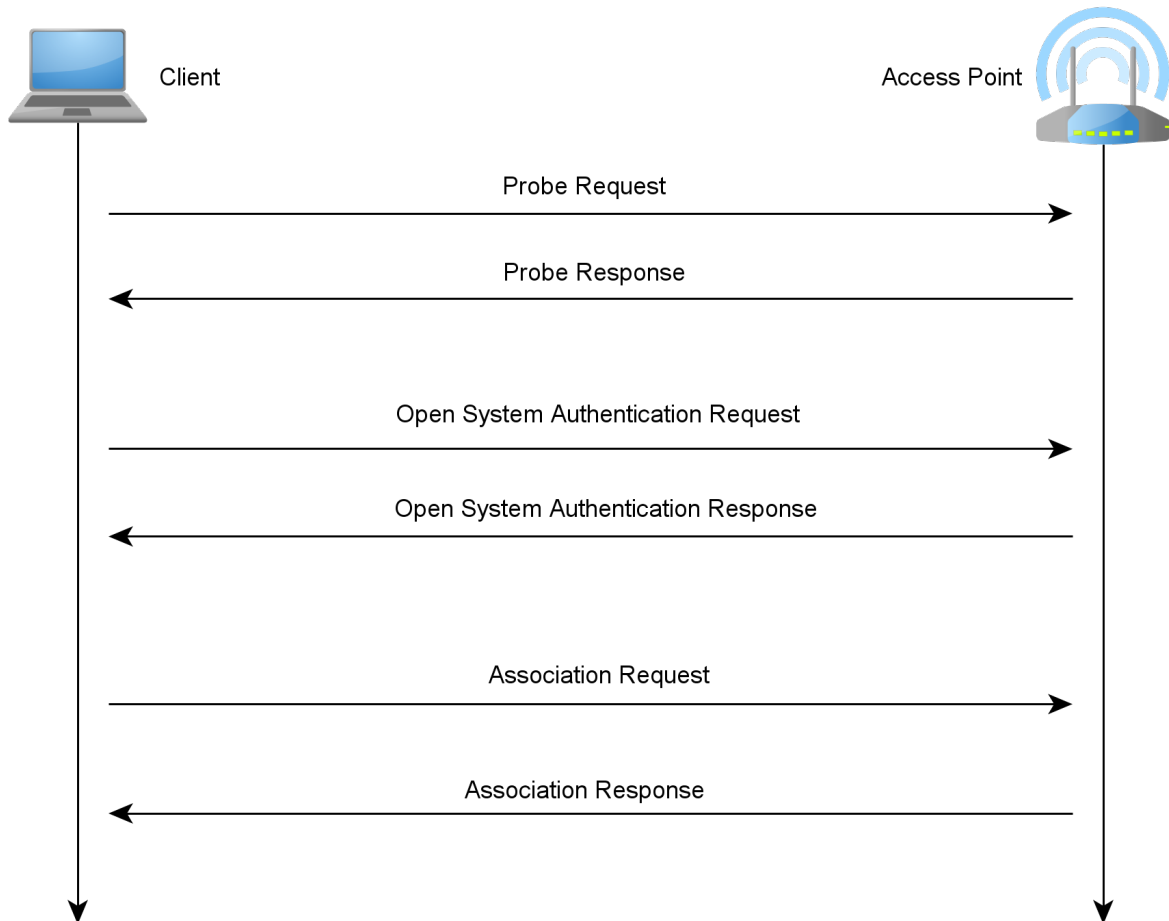 Client
Access Point
Probe Request
Probe Response
Open System Authentication Request
Open System Authentication Response
Association Request
Association Response